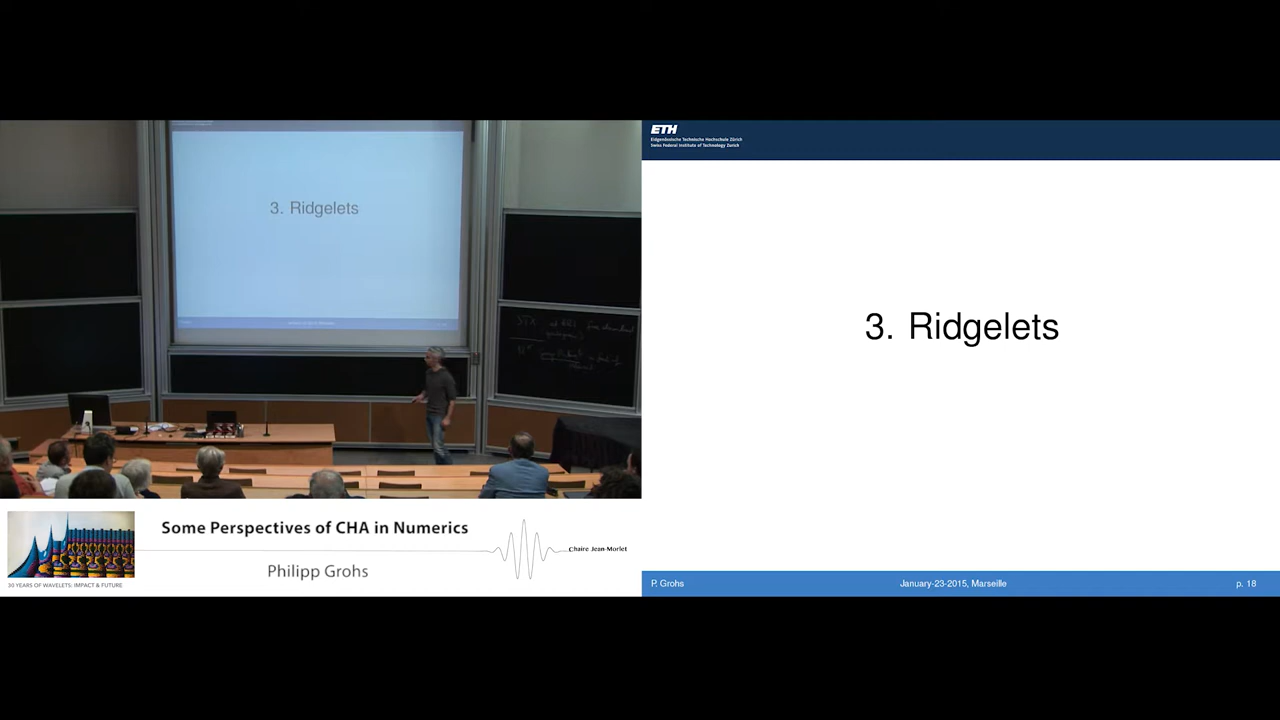 3. Ridgelets
Some Perspectives of CHA in Numerics
Chaire Jean-Morlet
Philipp Grohs
30 YEARS OF WAVELETS: IMPACT & FUTURE
ETH
Eidgenössische Technische Hochschule Zürich
Swiss Federal Institute of Technology Zurich
3. Ridgelets
P. Grohs
January-23-2015, Marseille
p. 18